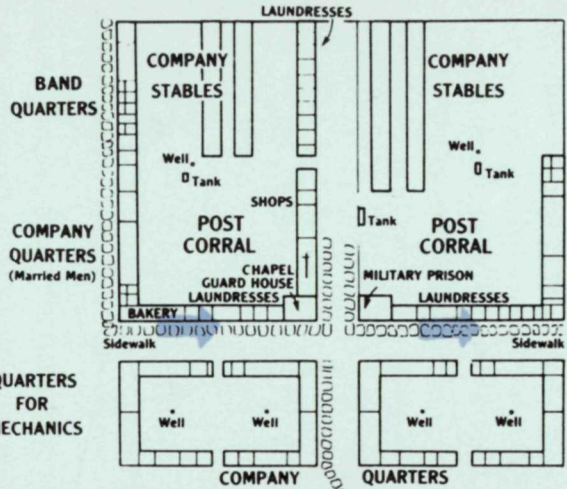 LAUNDRESSES
BAND
QUARTERS
COMPANY
STABLES
COMPANY
STABLES
Well
Tank
Well
Tank
SHOPS
Tank
COMPANY
QUARTERS
(Married Men)
POST
CORRAL
POST
CORRAL
CHAPEL
GUARD HOUSE
LAUNDRESSES
MILITARY PRISON
LAUNDRESSES
BAKERY
Sidewalk
Sidewalk
QUARTERS
FOR
MECHANICS
Well
Well
Well
Well
COMPANY
QUARTERS